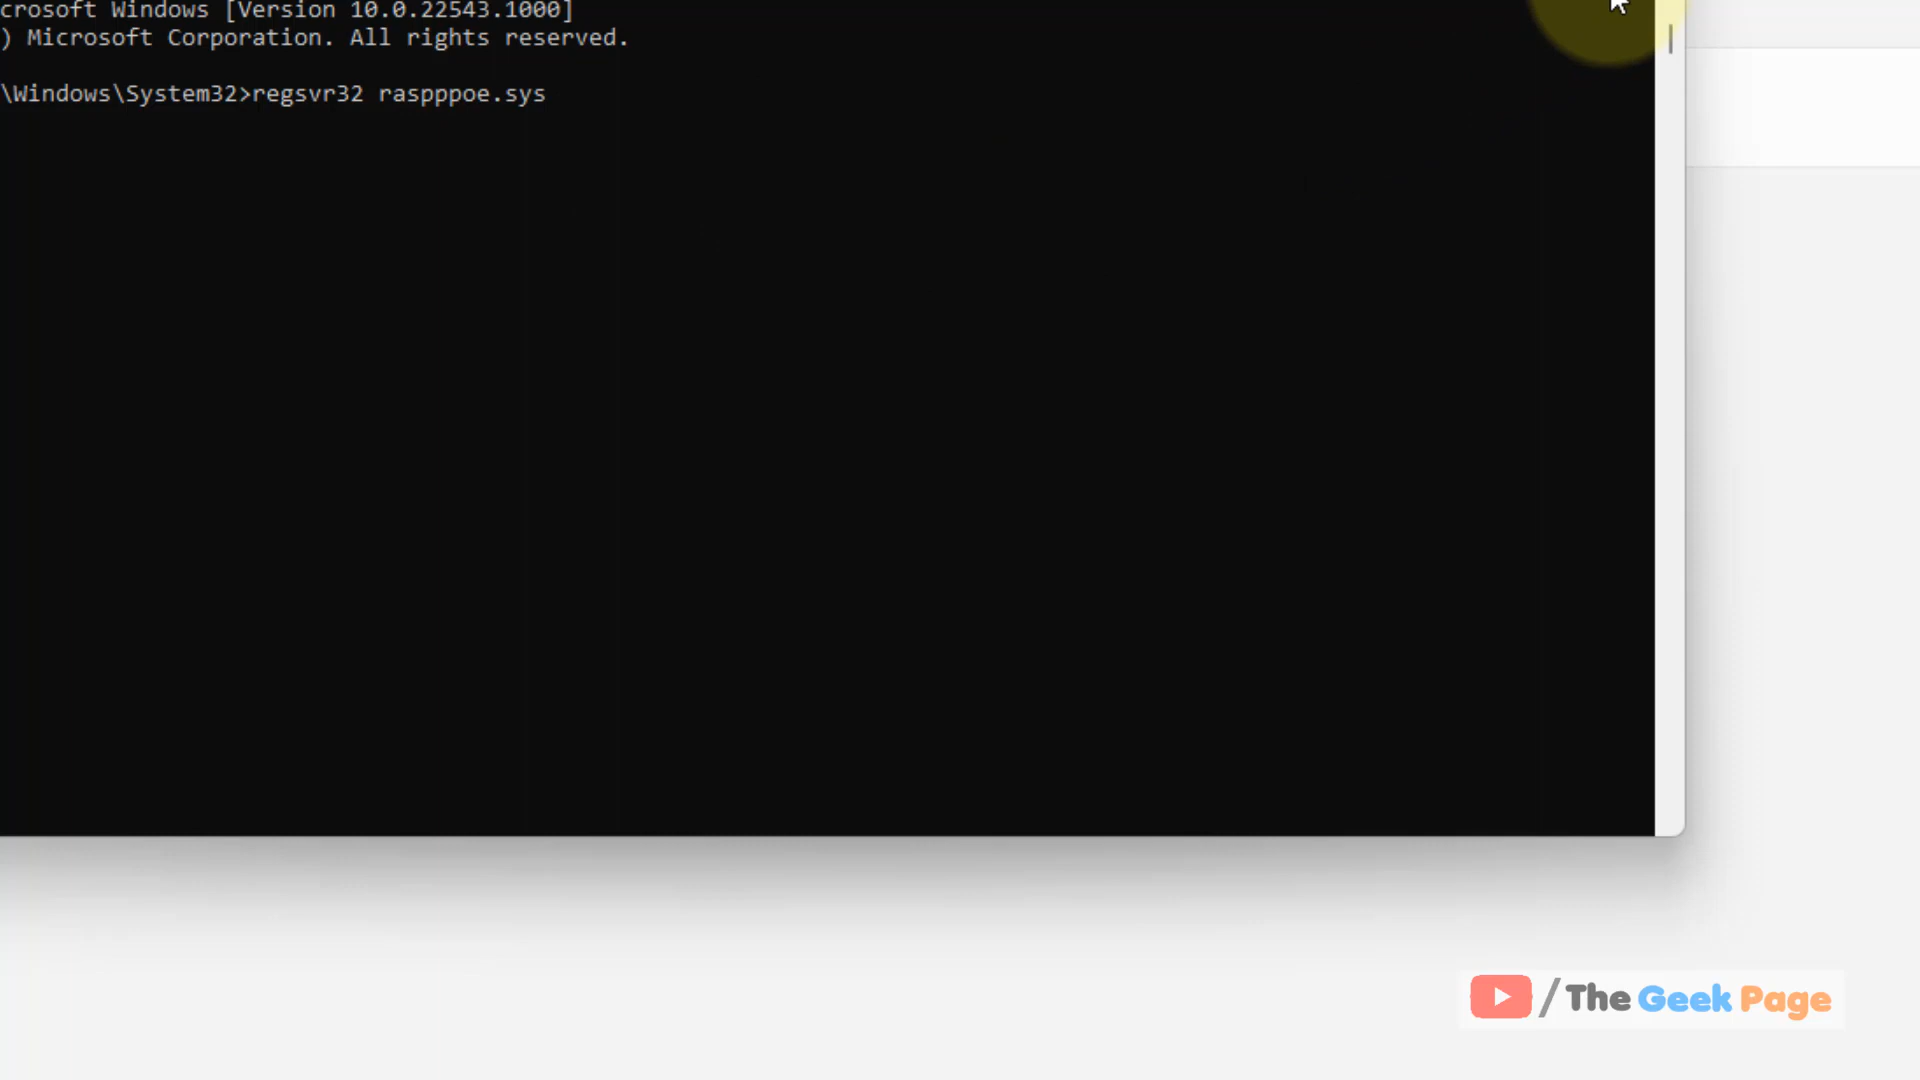 crosoft Windows [Version 10.0.22543.1000]
) Microsoft Corporation. All rights reserved.
\Windows\System32>regsvr32 raspppoe.sys
/The Geek Page